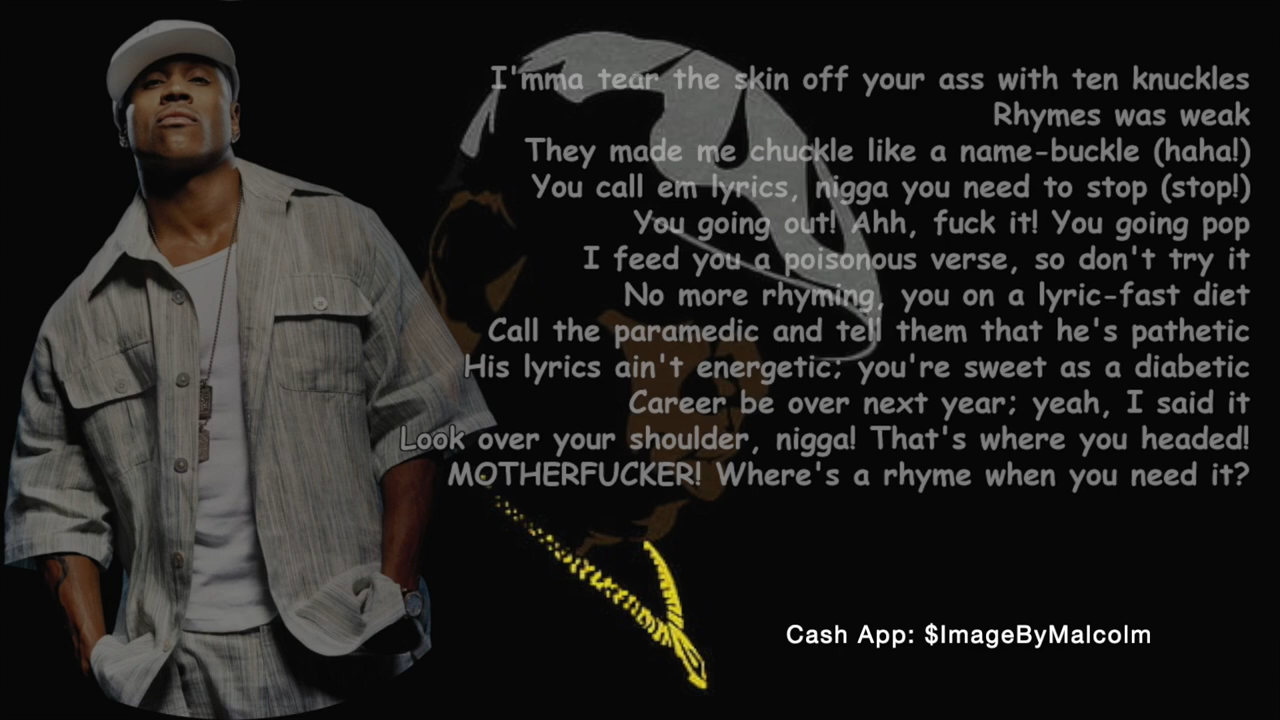 I'mma tear the skin off your ass with ten knuckles
Rhymes was weak
They made me chuckle like a name-buckle (haha!)
You call em lyrics, nigga you need to stop (stop!)
You going out! Ahh, fuck it! You going pop
I feed you a poisonous verse, so don't try it
No more rhyming, you on a lyric-fast diet
Call the paramedic and tell them that he's pathetic
His lyrics ain't energetic; you're sweet as a diabetic
Career be over next year; yeah, I said it
Look over your shoulder, nigga! That's where you headed!
MOTHERFUCKER! Where's a rhyme when you need it?
Cash App: $ImageByMalcolm